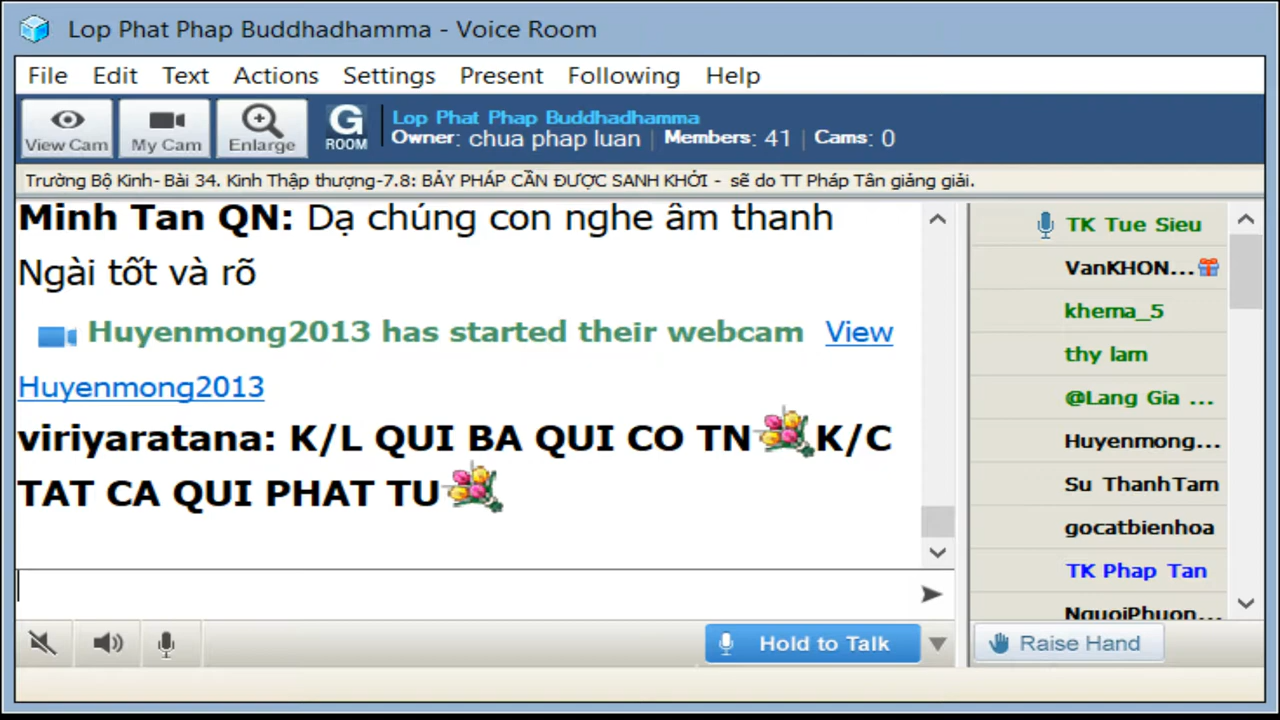 Lop Phat Phap Buddhadhamma - Voice Room
File Edit Text Actions Settings Present Following Help
View Cam My Cam Enlarge G ROOM
Lop Phat Phap Buddhadhamma
Owner: chua phap luan | Members: 41 | Cams: 0
Trường Bộ Kinh- Bài 34. Kinh Thập thượng-7.8: BẢY PHÁP CẦN ĐƯỢC SANH KHỞI - sẽ do TT Pháp Tân giảng giải.
Minh Tan QN: Dạ chúng con nghe âm thanh
Ngài tốt và rõ
Huyenmong2013 has started their webcam View
Huyenmong2013
viriyaratana: K/L QUI BA QUI CO TN K/C
TAT CA QUI PHAT TU
TK Tue Sieu
VanKHON...
khema_5
thy lam
@Lang Gia ...
Huyenmong...
Su ThanhTam
gocatbienhoa
TK Phap Tan
NguoiPhuon...
Hold to Talk
Raise Hand